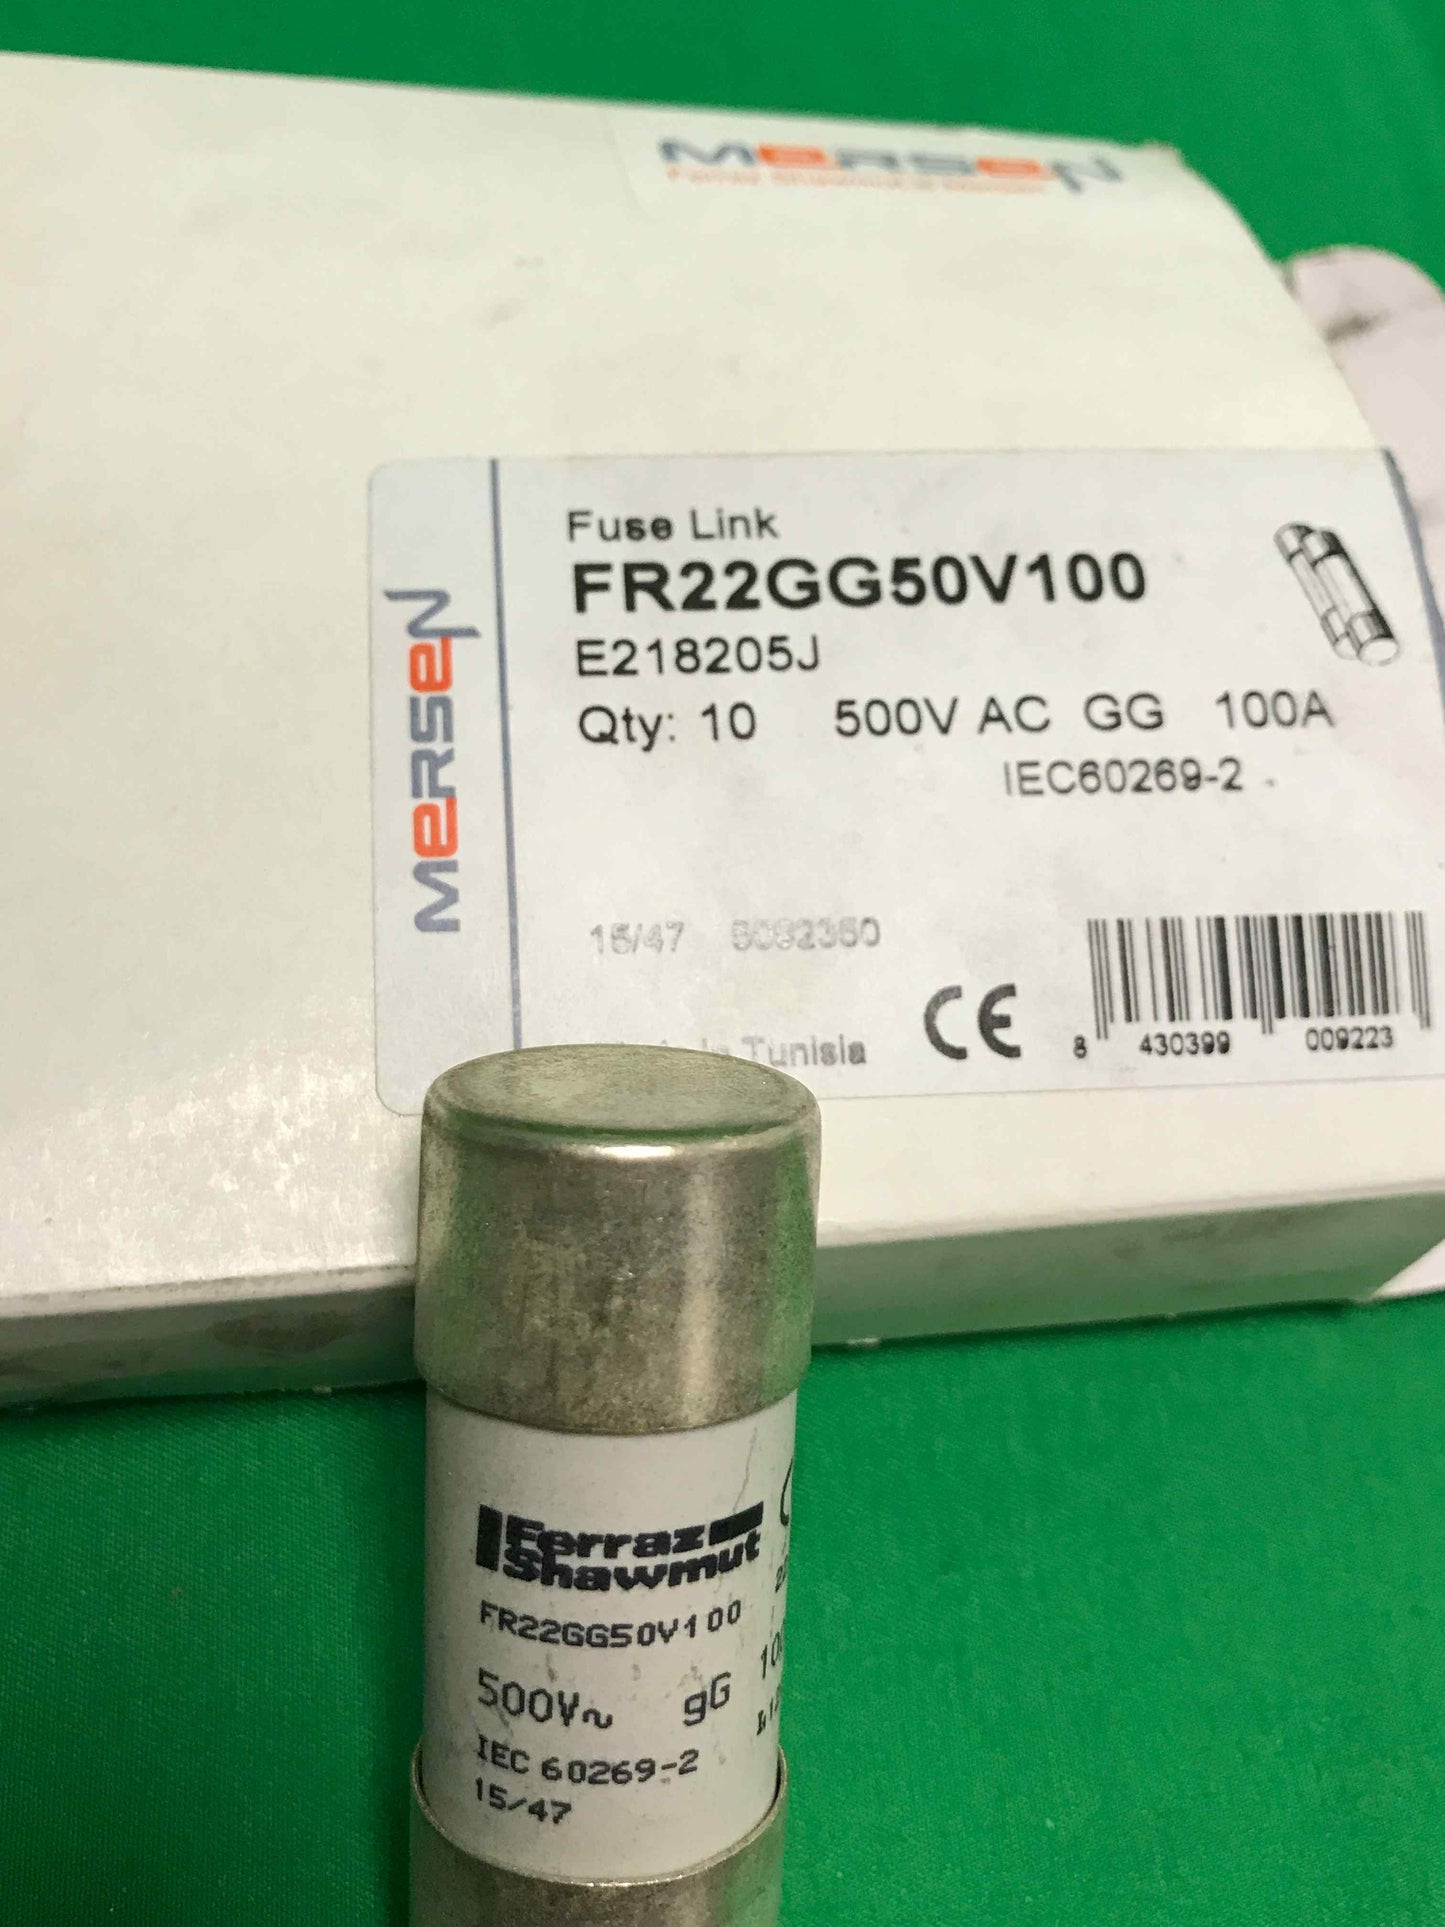 MERSEN
Fuse Link
FR22GG50V100
E218205J
Qty: 10 500V AC GG 100A
IEC60269-2
MERSEN
15/47
Tunisia
CE
8 430399 009223
Ferraz
Shawmut
FR22GG50V100
500V~ gG
IEC 60269-2
15/47